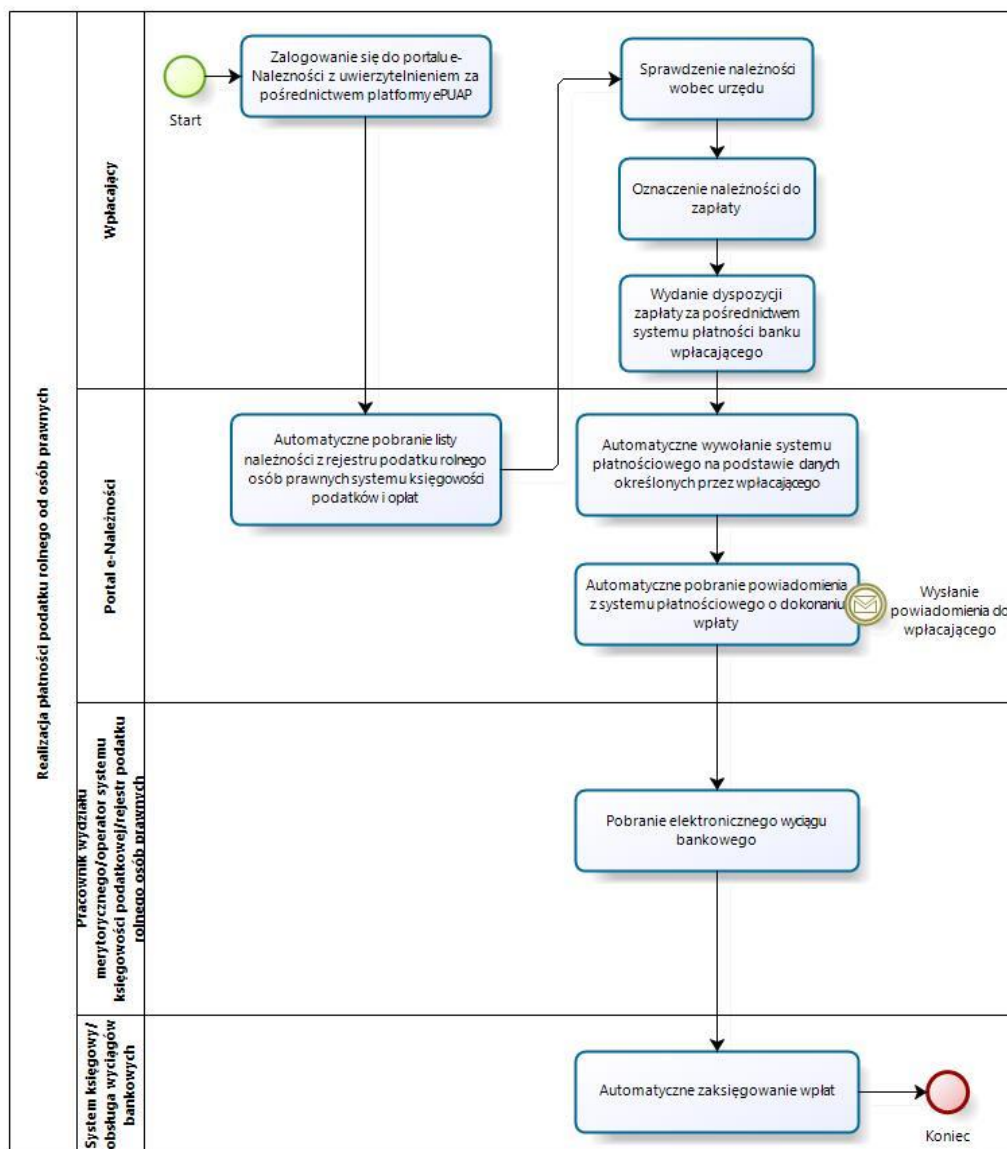 Realizacja płatności podatku rolnego od osób prawnych
Wpłacający
Start
Zalogowanie się do portalu e-
Nalezności z uwierzytelnieniem za
pośrednictwem platformy ePUAP
Sprawdzenie należności
wobec urzędu
Oznaczenie należności do
zapłaty
Wydanie dyspozycji
zapłaty za pośrednictwem
systemu płatności banku
wpłacającego
Portal e-Należności
Automatyczne pobranie listy
należności z rejestru podatku rolnego
osób prawnych systemu księgowości
podatków i opłat
Automatyczne wywołanie systemu
płatnościowego na podstawie danych
określonych przez wpłacającego
Automatyczne pobranie powiadomienia
z systemu płatnościowego o dokonaniu
wpłaty
Wysłanie
powiadomienia do
wpłacającego
Pracownik wydziału
merytorycznego/operator systemu
księgowości podatkowej/rejestr podatku
rolnego osób prawnych
Pobranie elektronicznego wyciągu
bankowego
System księgowy/
obsługa wyciągów
bankowych
Automatyczne zaksięgowanie wpłat
Koniec